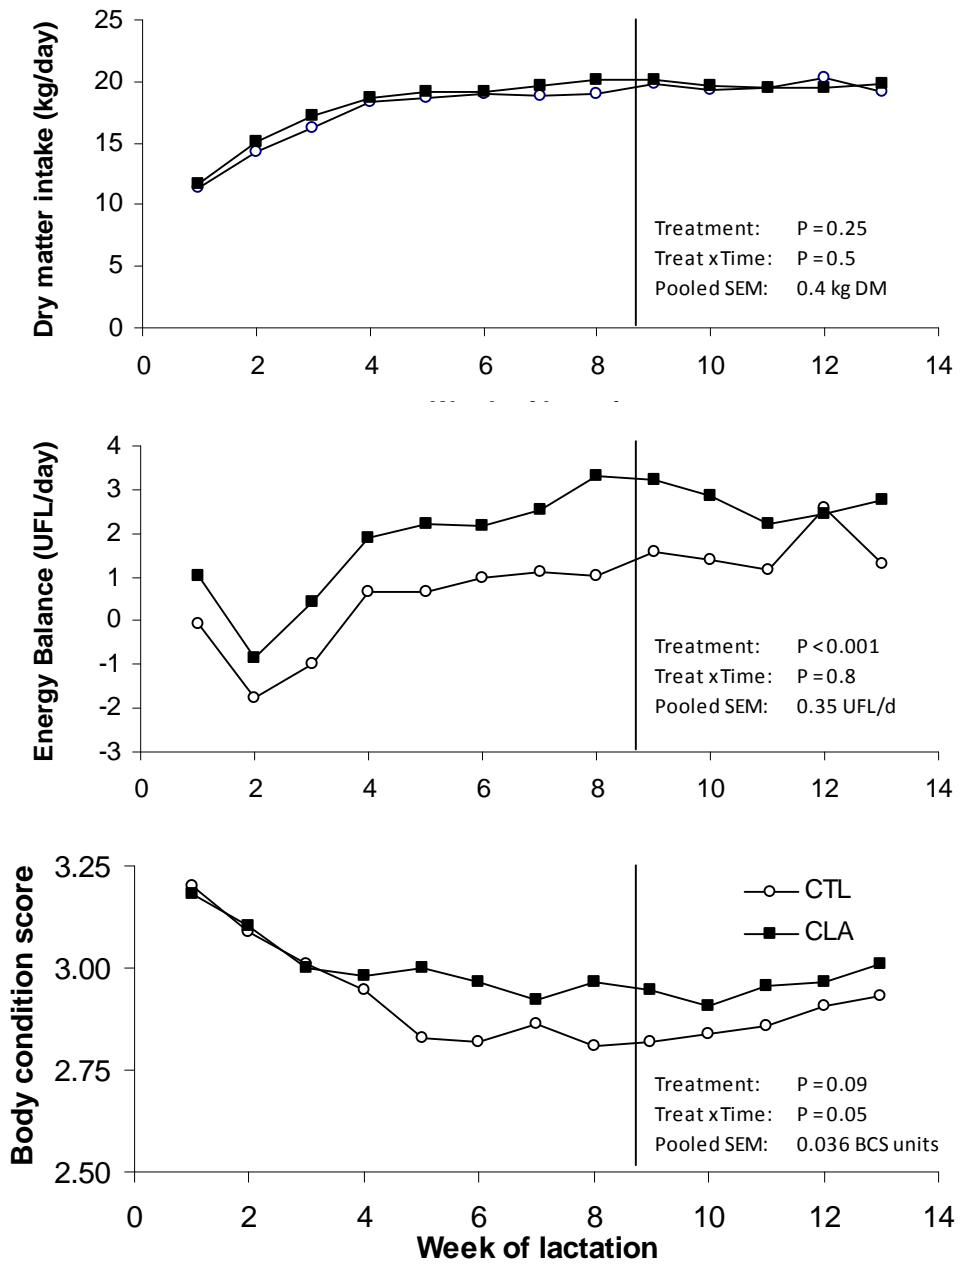 Dry matter intake (kg/day)
25
20
15
10
5
0
Treatment: P = 0.25
Treat x Time: P = 0.5
Pooled SEM: 0.4 kg DM
0 2 4 6 8 10 12 14
Energy Balance (UFL/day)
4
3
2
1
0
-1
-2
-3
Treatment: P < 0.001
Treat x Time: P = 0.8
Pooled SEM: 0.35 UFL/d
0 2 4 6 8 10 12 14
Body condition score
3.25
3.00
2.75
2.50
CTL
CLA
Treatment: P = 0.09
Treat x Time: P = 0.05
Pooled SEM: 0.036 BCS units
0 2 4 6 8 10 12 14
Week of lactation